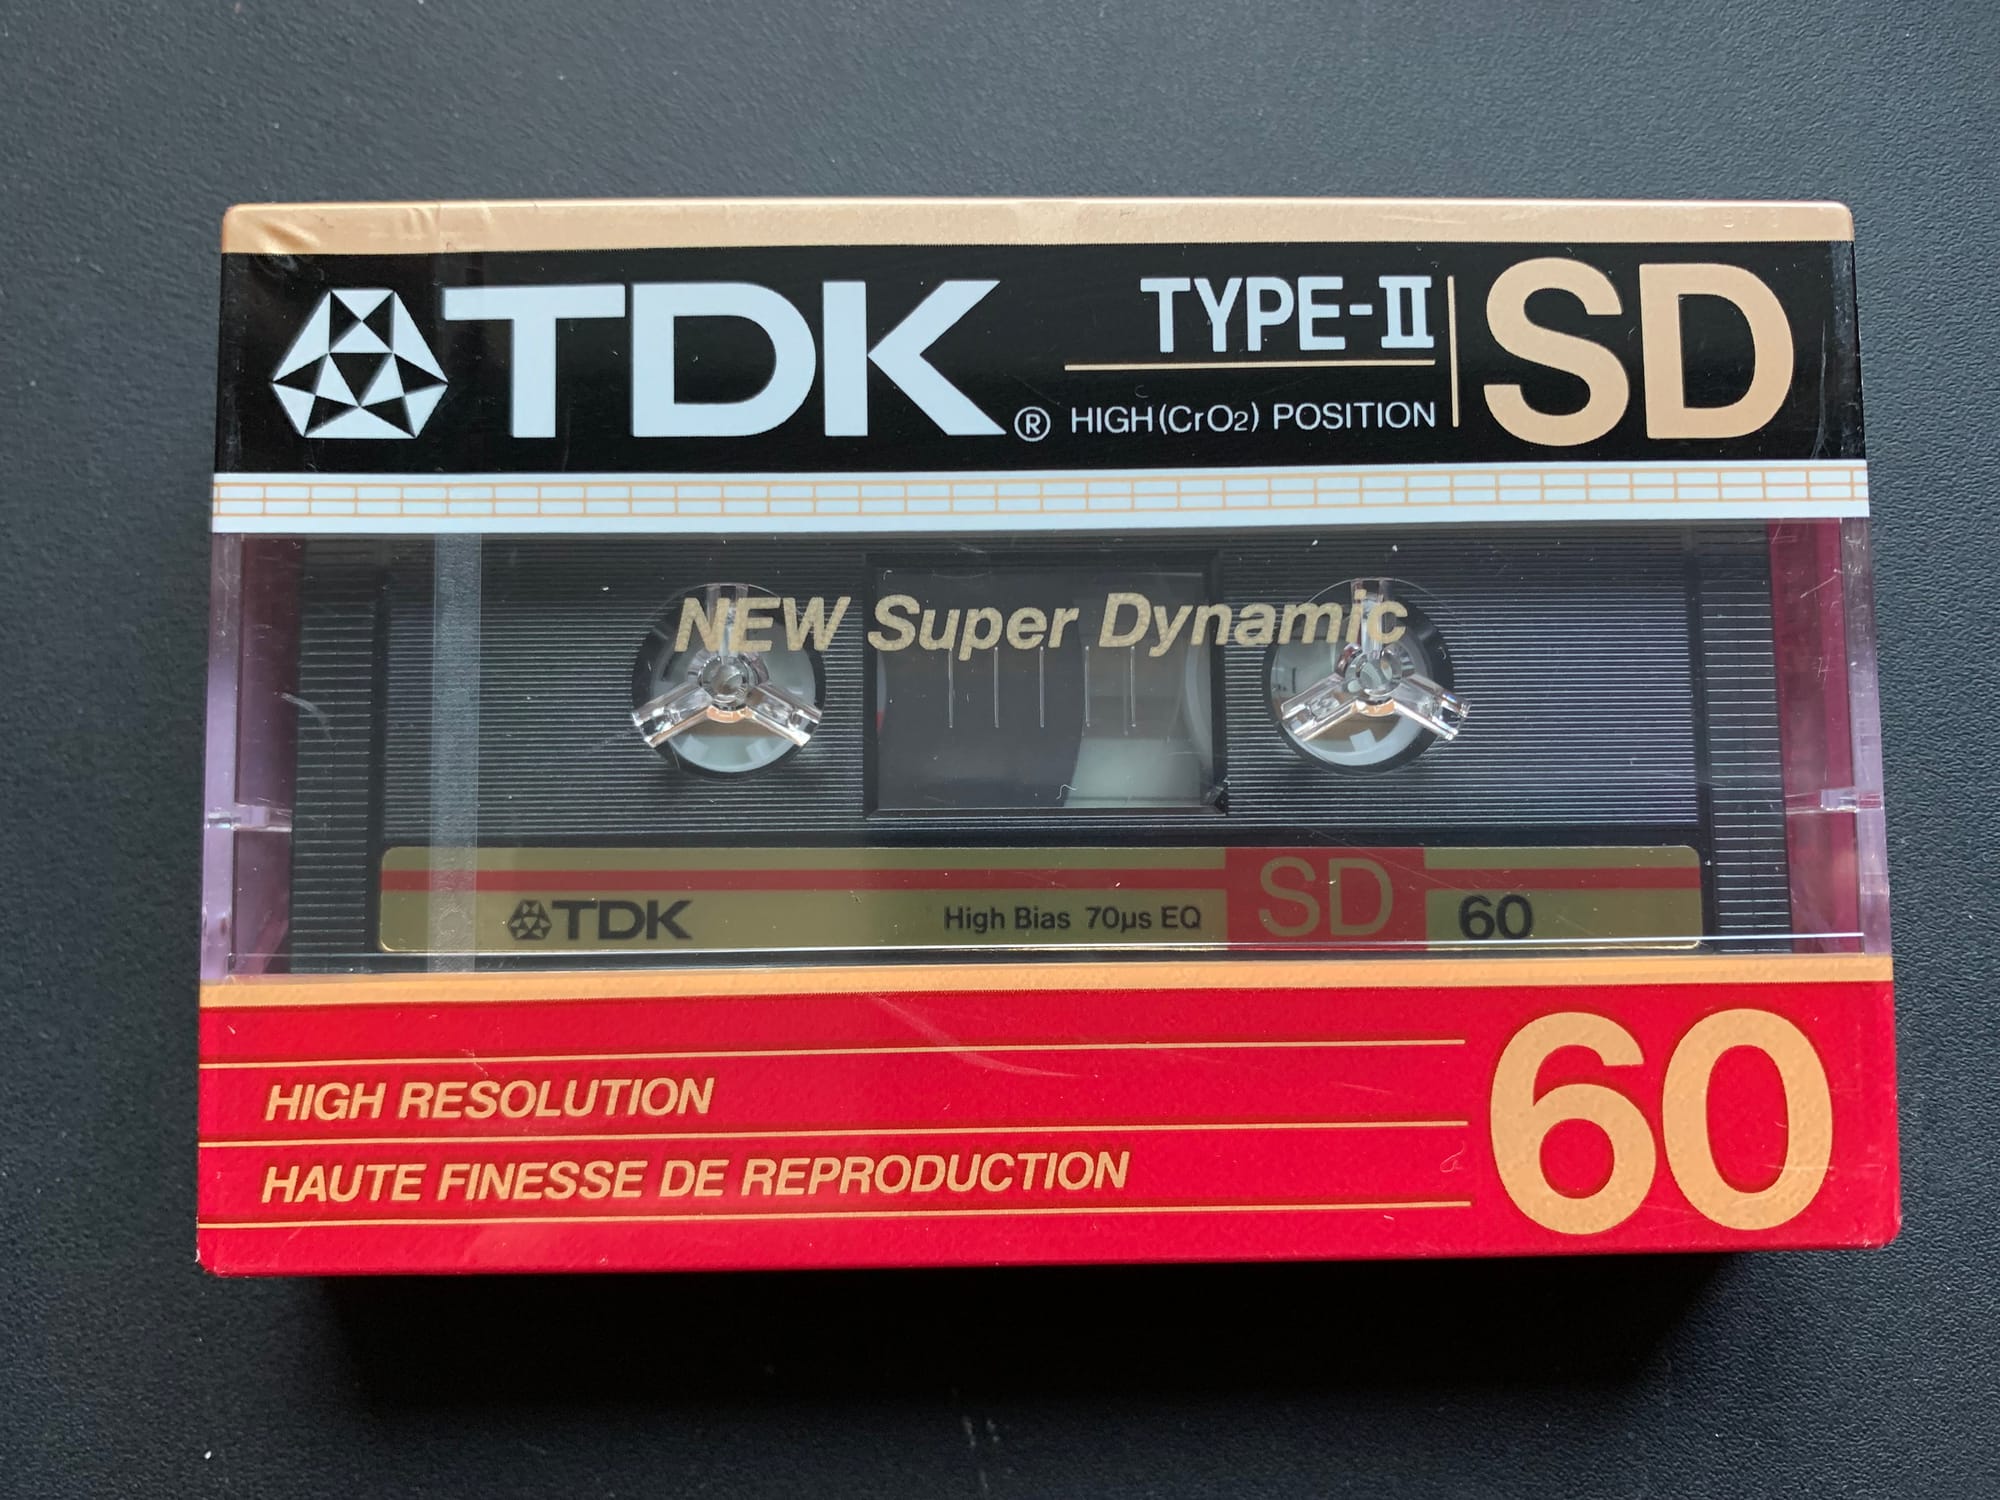 TDK ® TYPE-II SD
HIGH (CrO2) POSITION
NEW Super Dynamic
TDK High Bias 70µs EQ SD 60
HIGH RESOLUTION
HAUTE FINESSE DE REPRODUCTION
60